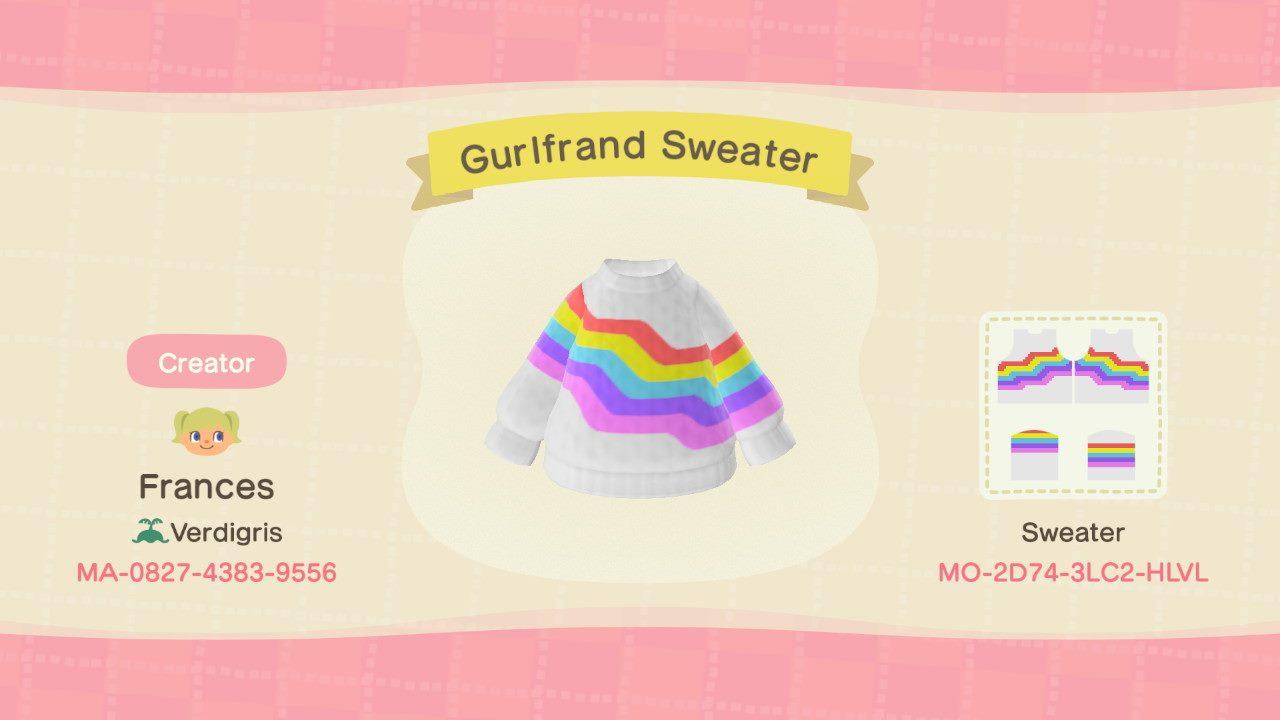 Gurlfrand Sweater
Creator
Frances
Verdigris
MA-0827-4383-9556
Sweater
MO-2D74-3LC2-HLVL